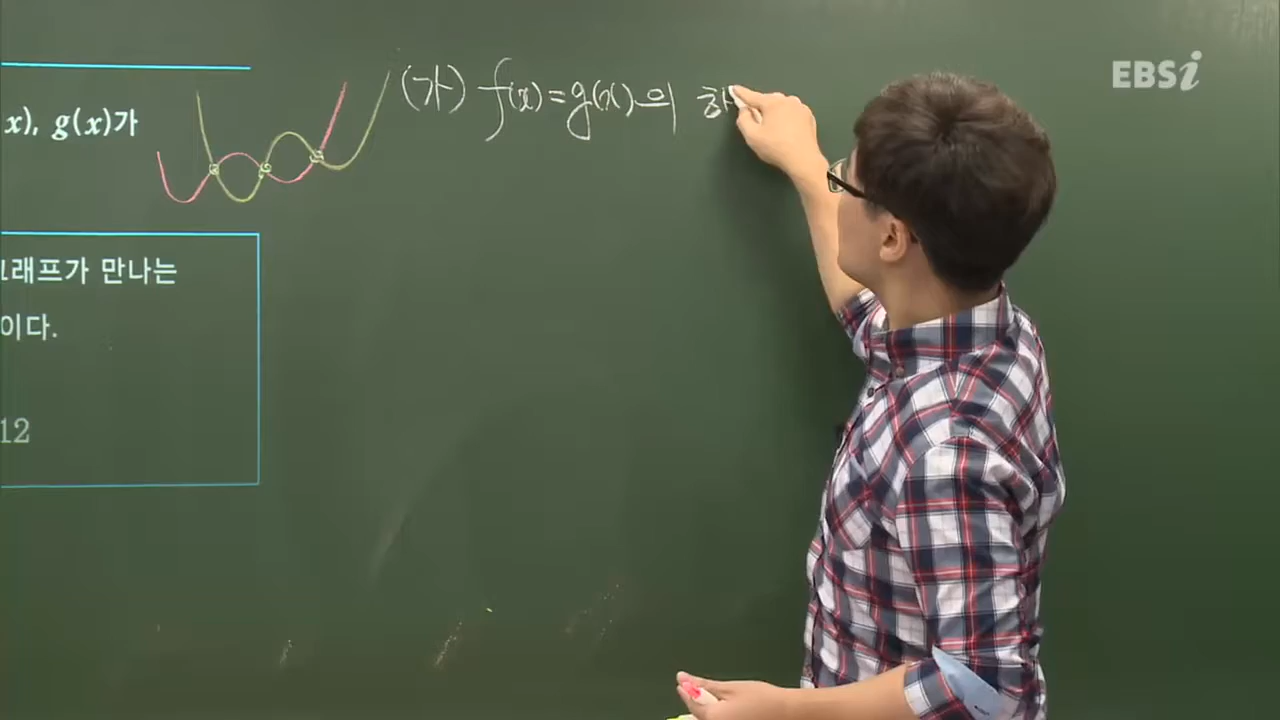 EBSi
(가) f(x)=g(x)의 하
x), g(x)가
래프가 만나는
이다.
12